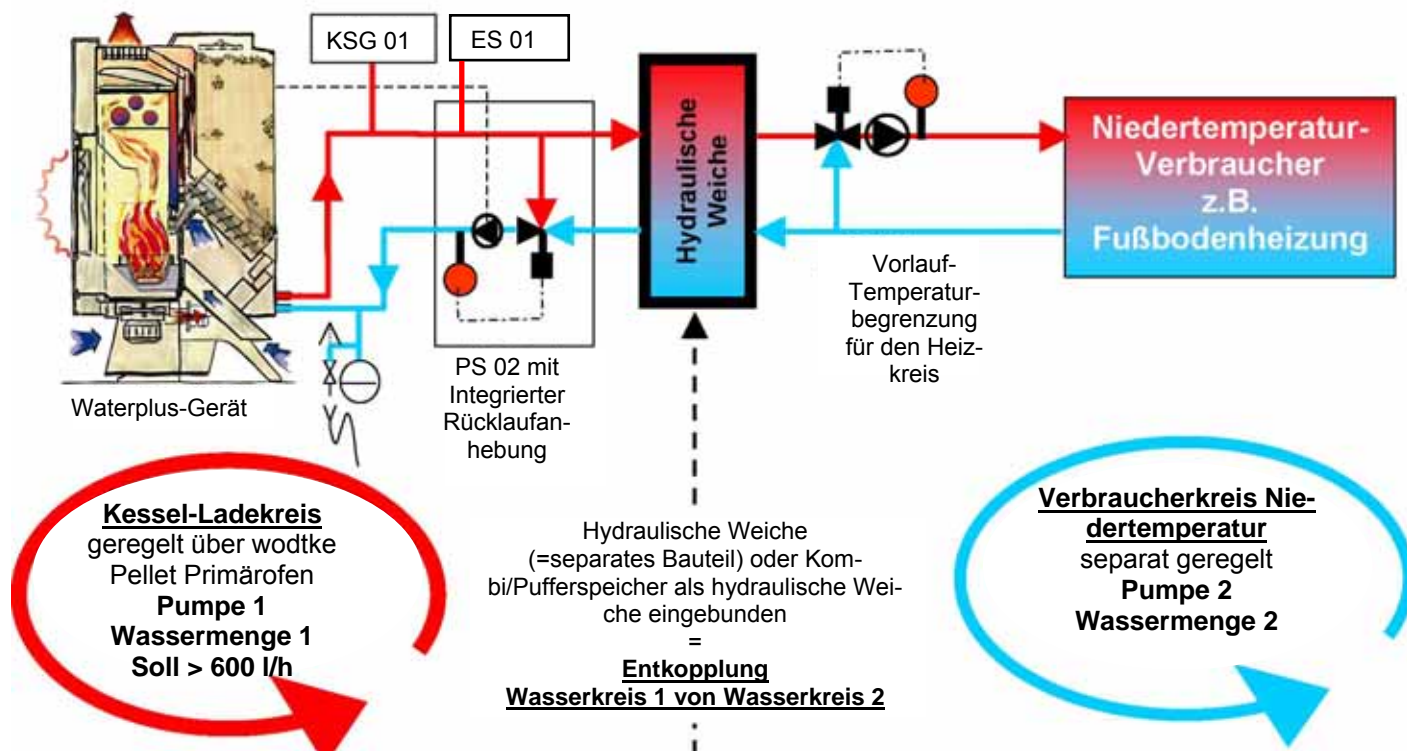 KSG 01
ES 01
Hydraulische
Weiche
Niedertemperatur-
Verbraucher
z.B.
Fußbodenheizung
Vorlauf-
Temperatur-
begrenzung
für den Heiz-
kreis
PS 02 mit
Integrierter
Rücklaufan-
hebung
Waterplus-Gerät
Kessel-Ladekreis
geregelt über wodtke
Pellet Primärofen
Pumpe 1
Wassermenge 1
Soll > 600 l/h
Hydraulische Weiche
(=separates Bauteil) oder Kom-
bi/Pufferspeicher als hydraulische Wei-
che eingebunden
=
Entkopplung
Wasserkreis 1 von Wasserkreis 2
Verbraucherkreis Nie-
dertemperatur
separat geregelt
Pumpe 2
Wassermenge 2